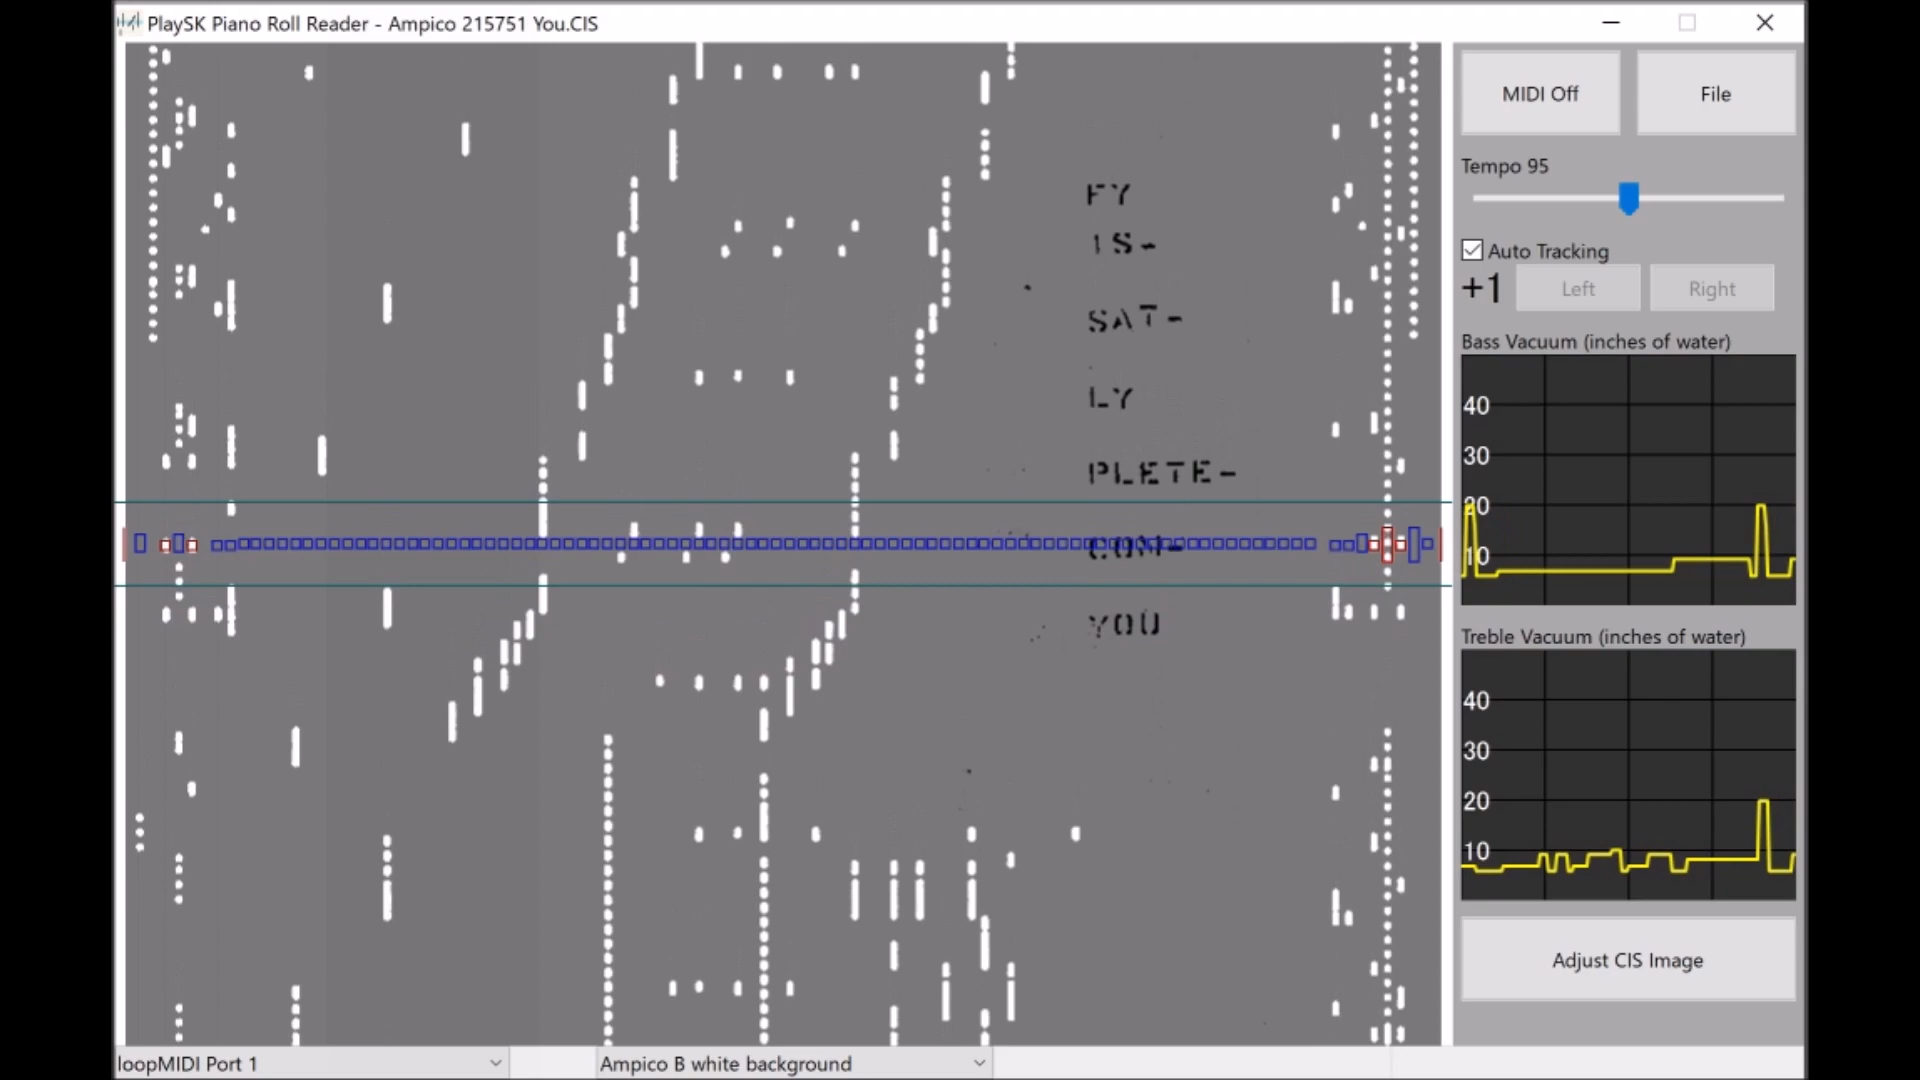 PlaySK Piano Roll Reader - Ampico 215751 You.CIS
MIDI Off
File
Tempo 95
Auto Tracking
+1
Left
Right
Bass Vacuum (inches of water)
40
30
20
10
Treble Vacuum (inches of water)
40
30
20
10
Adjust CIS Image
FY
IS-
SAT-
LY
PLETE-
COM-
YOU
loopMIDI Port 1
Ampico B white background